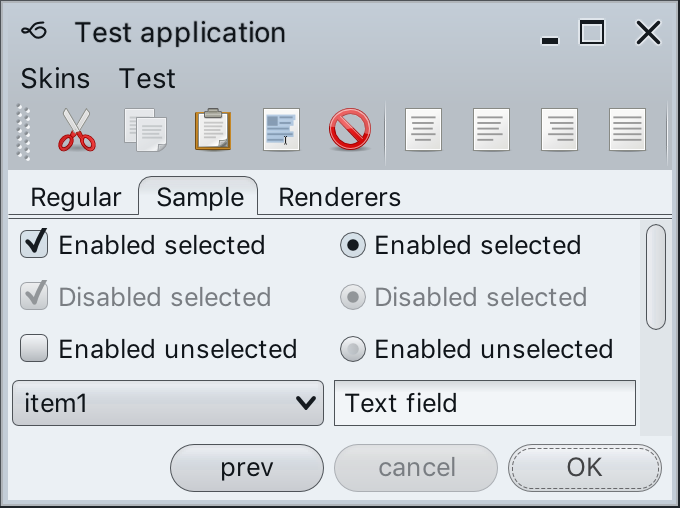 Test application
Skins Test
Regular Sample Renderers
Enabled selected Enabled selected
Disabled selected Disabled selected
Enabled unselected Enabled unselected
item1 Text field
prev cancel OK